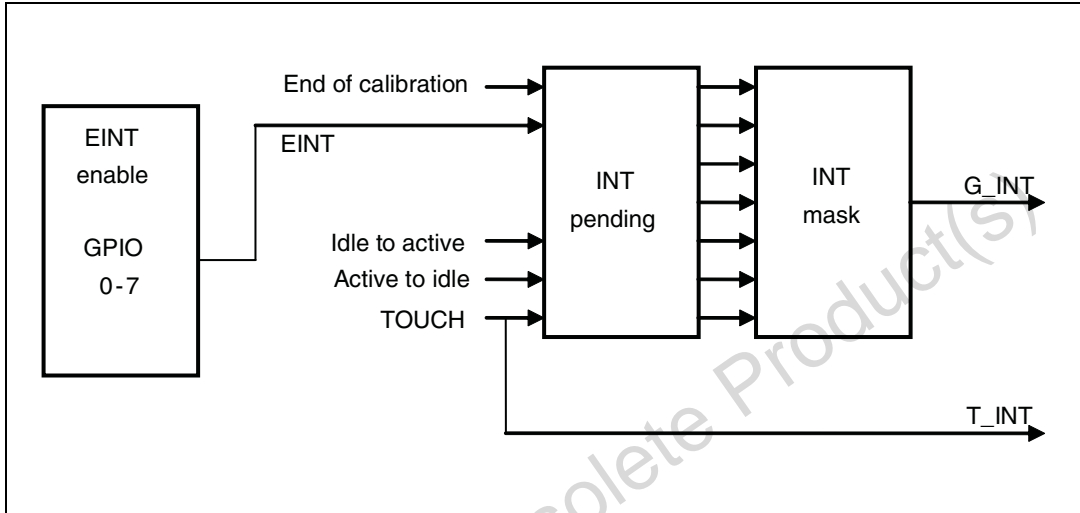 End of calibration
EINT
enable
GPIO
0-7
EINT
INT
pending
INT
mask
G_INT
Idle to active
Active to idle
TOUCH
T_INT
solete Product(s)